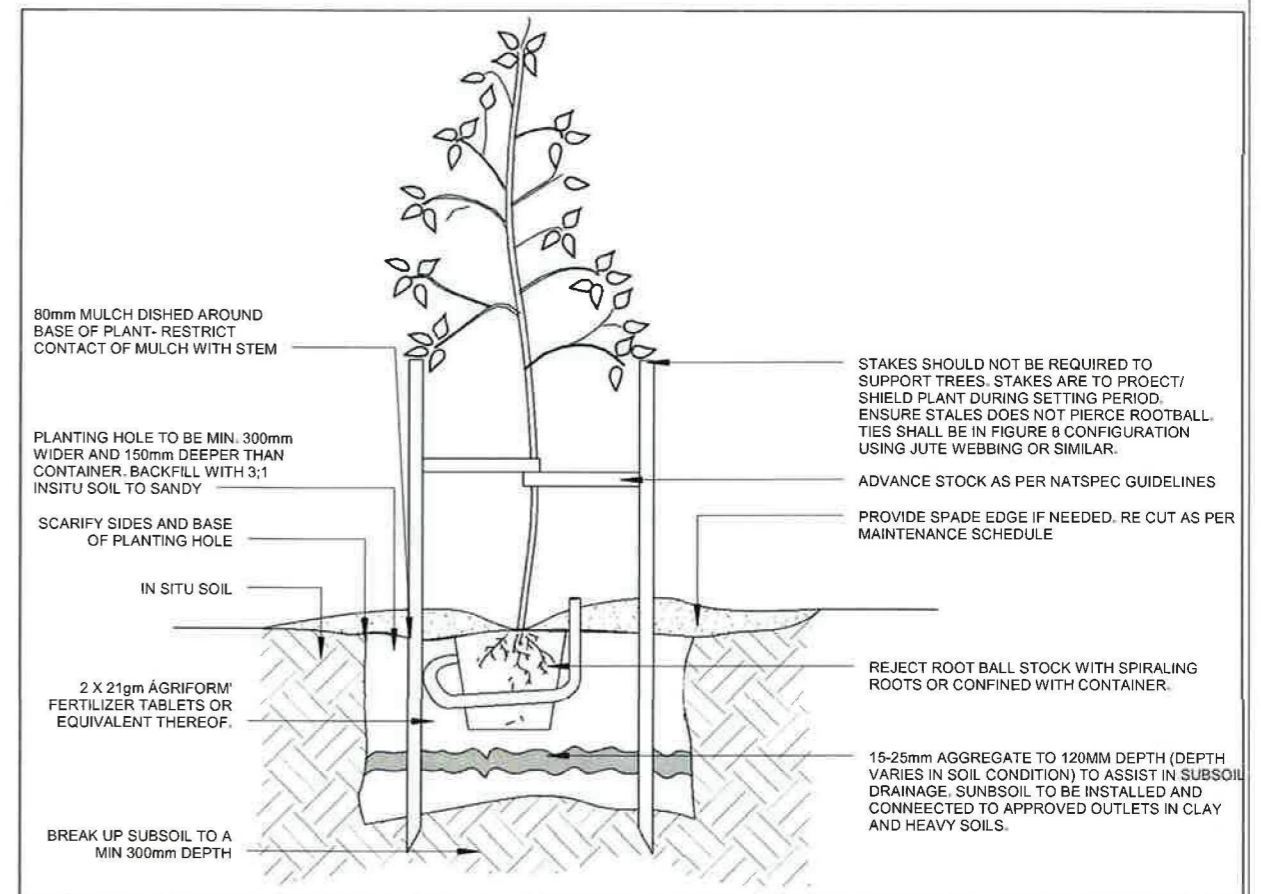 80mm MULCH DISHED AROUND
BASE OF PLANT- RESTRICT
CONTACT OF MULCH WITH STEM
PLANTING HOLE TO BE MIN. 300mm
WIDER AND 150mm DEEPER THAN
CONTAINER. BACKFILL WITH 3;1
INSITU SOIL TO SANDY
SCARIFY SIDES AND BASE
OF PLANTING HOLE
IN SITU SOIL
2 X 21gm ÁGRIFORM'
FERTILIZER TABLETS OR
EQUIVALENT THEREOF.
BREAK UP SUBSOIL TO A
MIN 300mm DEPTH
STAKES SHOULD NOT BE REQUIRED TO
SUPPORT TREES. STAKES ARE TO PROECT/
SHIELD PLANT DURING SETTING PERIOD.
ENSURE STALES DOES NOT PIERCE ROOTBALL.
TIES SHALL BE IN FIGURE 8 CONFIGURATION
USING JUTE WEBBING OR SIMILAR.
ADVANCE STOCK AS PER NATSPEC GUIDELINES
PROVIDE SPADE EDGE IF NEEDED. RE CUT AS PER
MAINTENANCE SCHEDULE
REJECT ROOT BALL STOCK WITH SPIRALING
ROOTS OR CONFINED WITH CONTAINER.
15-25mm AGGREGATE TO 120MM DEPTH (DEPTH
VARIES IN SOIL CONDITION) TO ASSIST IN SUBSOIL
DRAINAGE. SUNBSOIL TO BE INSTALLED AND
CONNEECTED TO APPROVED OUTLETS IN CLAY
AND HEAVY SOILS.